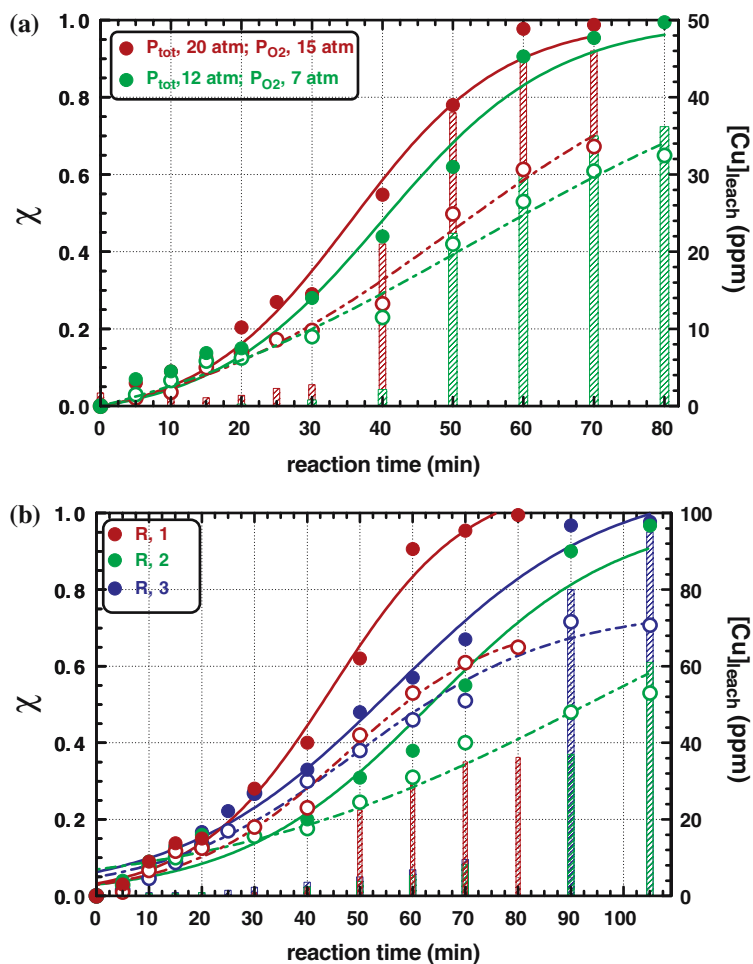 (a)
P_tot, 20 atm; P_O2, 15 atm
P_tot,12 atm; P_O2, 7 atm
1.0
0.8
0.6
0.4
0.2
0.0
χ
50
40
30
20
10
0
[Cu]leach (ppm)
0 10 20 30 40 50 60 70 80
reaction time (min)
(b)
R, 1
R, 2
R, 3
1.0
0.8
0.6
0.4
0.2
0.0
χ
100
80
60
40
20
0
[Cu]leach (ppm)
0 10 20 30 40 50 60 70 80 90 100
reaction time (min)